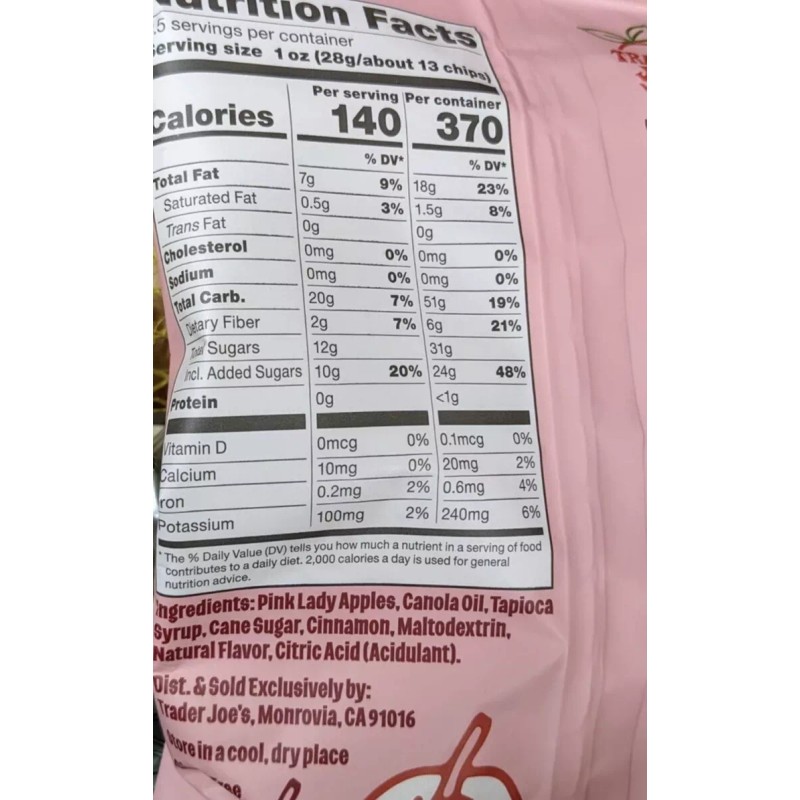 Nutrition Facts
.5 servings per container
Serving size 1 oz (28g/about 13 chips)
Per serving Per container
Calories 140 370
% DV* % DV*
Total Fat 7g 9% 18g 23%
Saturated Fat 0.5g 3% 1.5g 8%
Trans Fat 0g 0g
Cholesterol 0mg 0% 0mg 0%
Sodium 0mg 0% 0mg 0%
Total Carb. 20g 7% 51g 19%
Dietary Fiber 2g 7% 6g 21%
Total Sugars 12g 31g
Incl. Added Sugars 10g 20% 24g 48%
Protein 0g <1g
Vitamin D 0mcg 0% 0.1mcg 0%
Calcium 10mg 0% 20mg 2%
Iron 0.2mg 2% 0.6mg 4%
Potassium 100mg 2% 240mg 6%
*The % Daily Value (DV) tells you how much a nutrient in a serving of food
contributes to a daily diet. 2,000 calories a day is used for general
nutrition advice.
Ingredients: Pink Lady Apples, Canola Oil, Tapioca
Syrup, Cane Sugar, Cinnamon, Maltodextrin,
Natural Flavor, Citric Acid (Acidulant).
Dist. & Sold Exclusively by:
Trader Joe's, Monrovia, CA 91016
Store in a cool, dry place